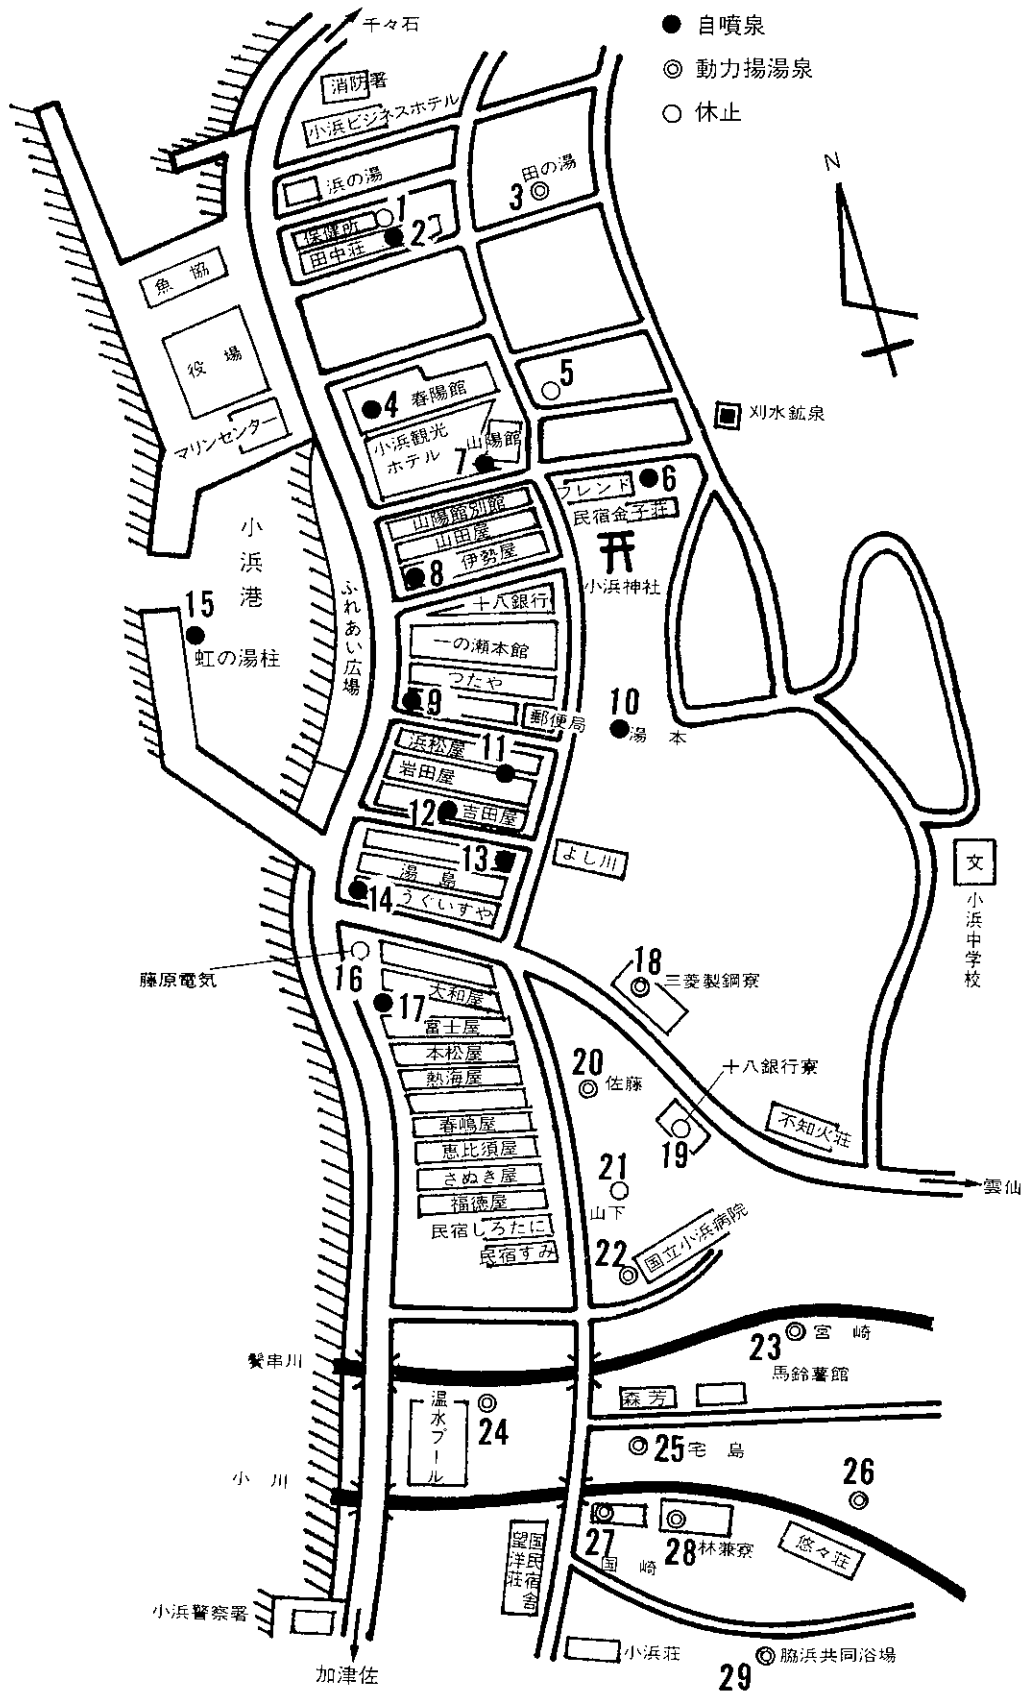 千々石
自噴泉
動力揚湯泉
休止
消防署
小浜ビジネスホテル
N
浜の湯
田の湯
3
1
保健所
2
田中荘
魚協
役場
マリンセンター
5
4
春陽館
刈水鉱泉
小浜観光
ホテル
山陽館
7
フレンド
6
山陽館別館
民宿金子荘
山田屋
伊勢屋
8
小浜神社
小浜港
ふれあい広場
15
虹の湯柱
十八銀行
一の瀬本館
つたや
9
郵便局
10
湯本
浜松屋
11
岩田屋
12
吉田屋
13
よし川
湯島
14
うぐいすや
文
小浜中学校
藤原電気
16
18
三菱製鋼寮
大和屋
17
富士屋
本松屋
熱海屋
20
佐藤
十八銀行寮
19
不知火荘
春嶋屋
恵比須屋
さぬき屋
福徳屋
21
山下
雲仙
民宿しろたに
民宿すみ
22
国立小浜病院
23
宮崎
鬢串川
馬鈴薯館
森芳
温水プール
24
25
宅島
26
小川
27
国崎
28
林兼寮
悠々荘
国民宿舎
望洋荘
小浜警察署
小浜荘
29
脇浜共同浴場
加津佐